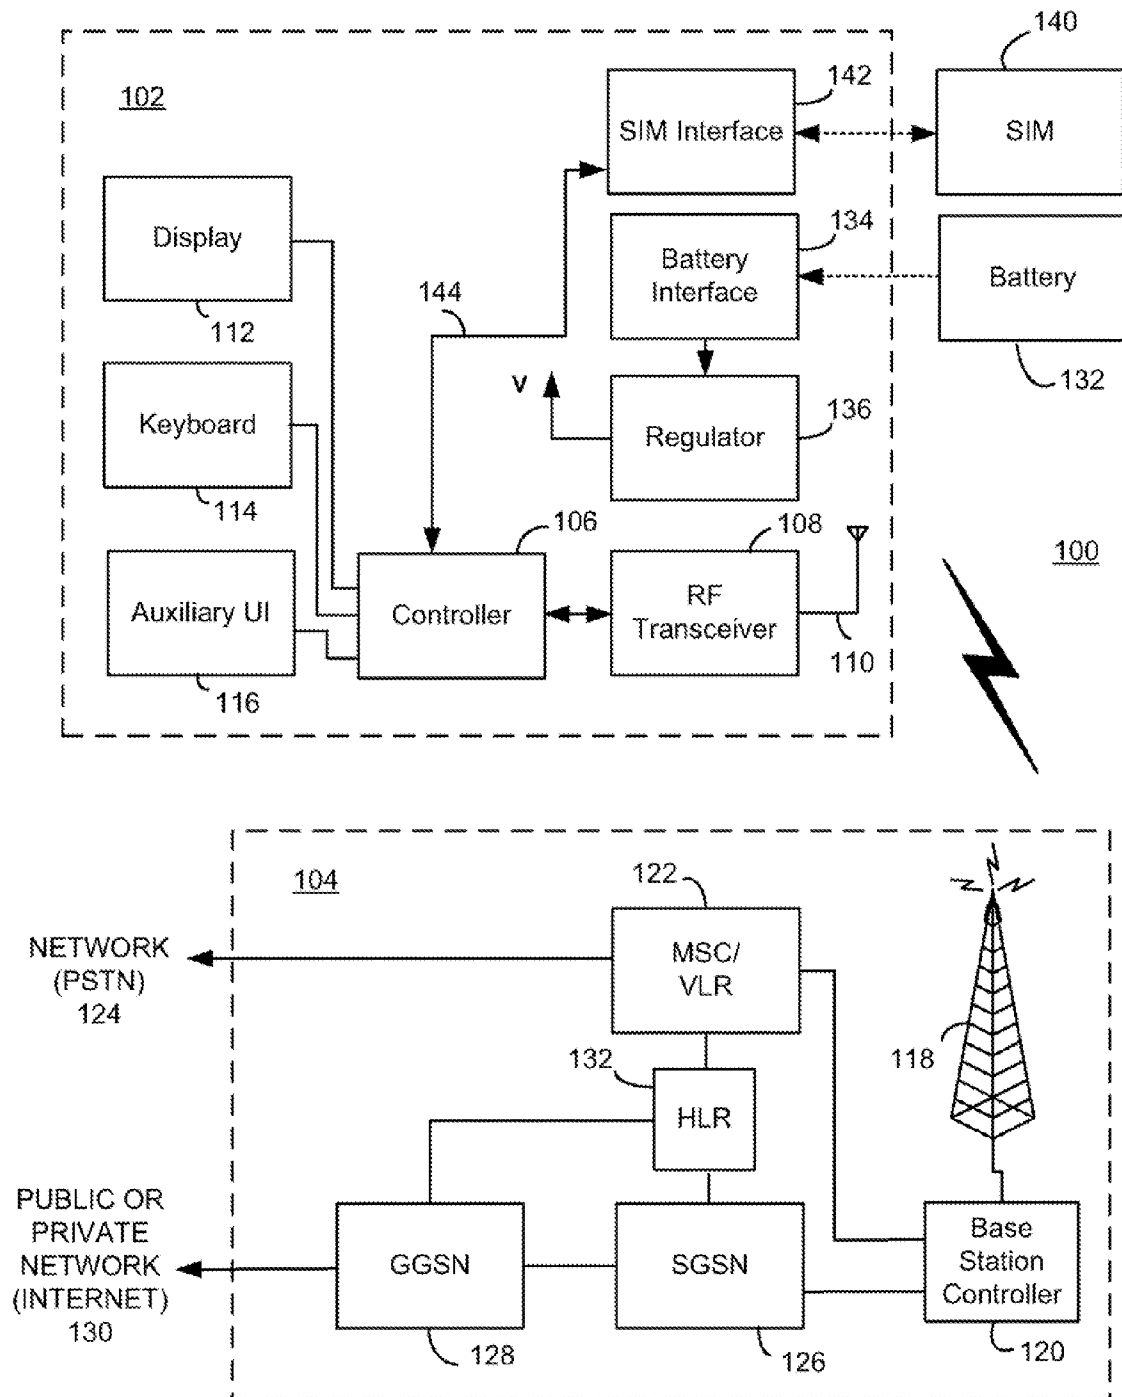 140
102
142
SIM Interface
SIM
Display
134
Battery
Interface
Battery
144
112
132
V
Keyboard
Regulator
136
114
106
108
100
Auxiliary UI
Controller
RF
Transceiver
110
116
104
122
NETWORK
(PSTN)
124
MSC/
VLR
118
132
HLR
PUBLIC OR
PRIVATE
NETWORK
(INTERNET)
130
GGSN
SGSN
Base
Station
Controller
128
126
120